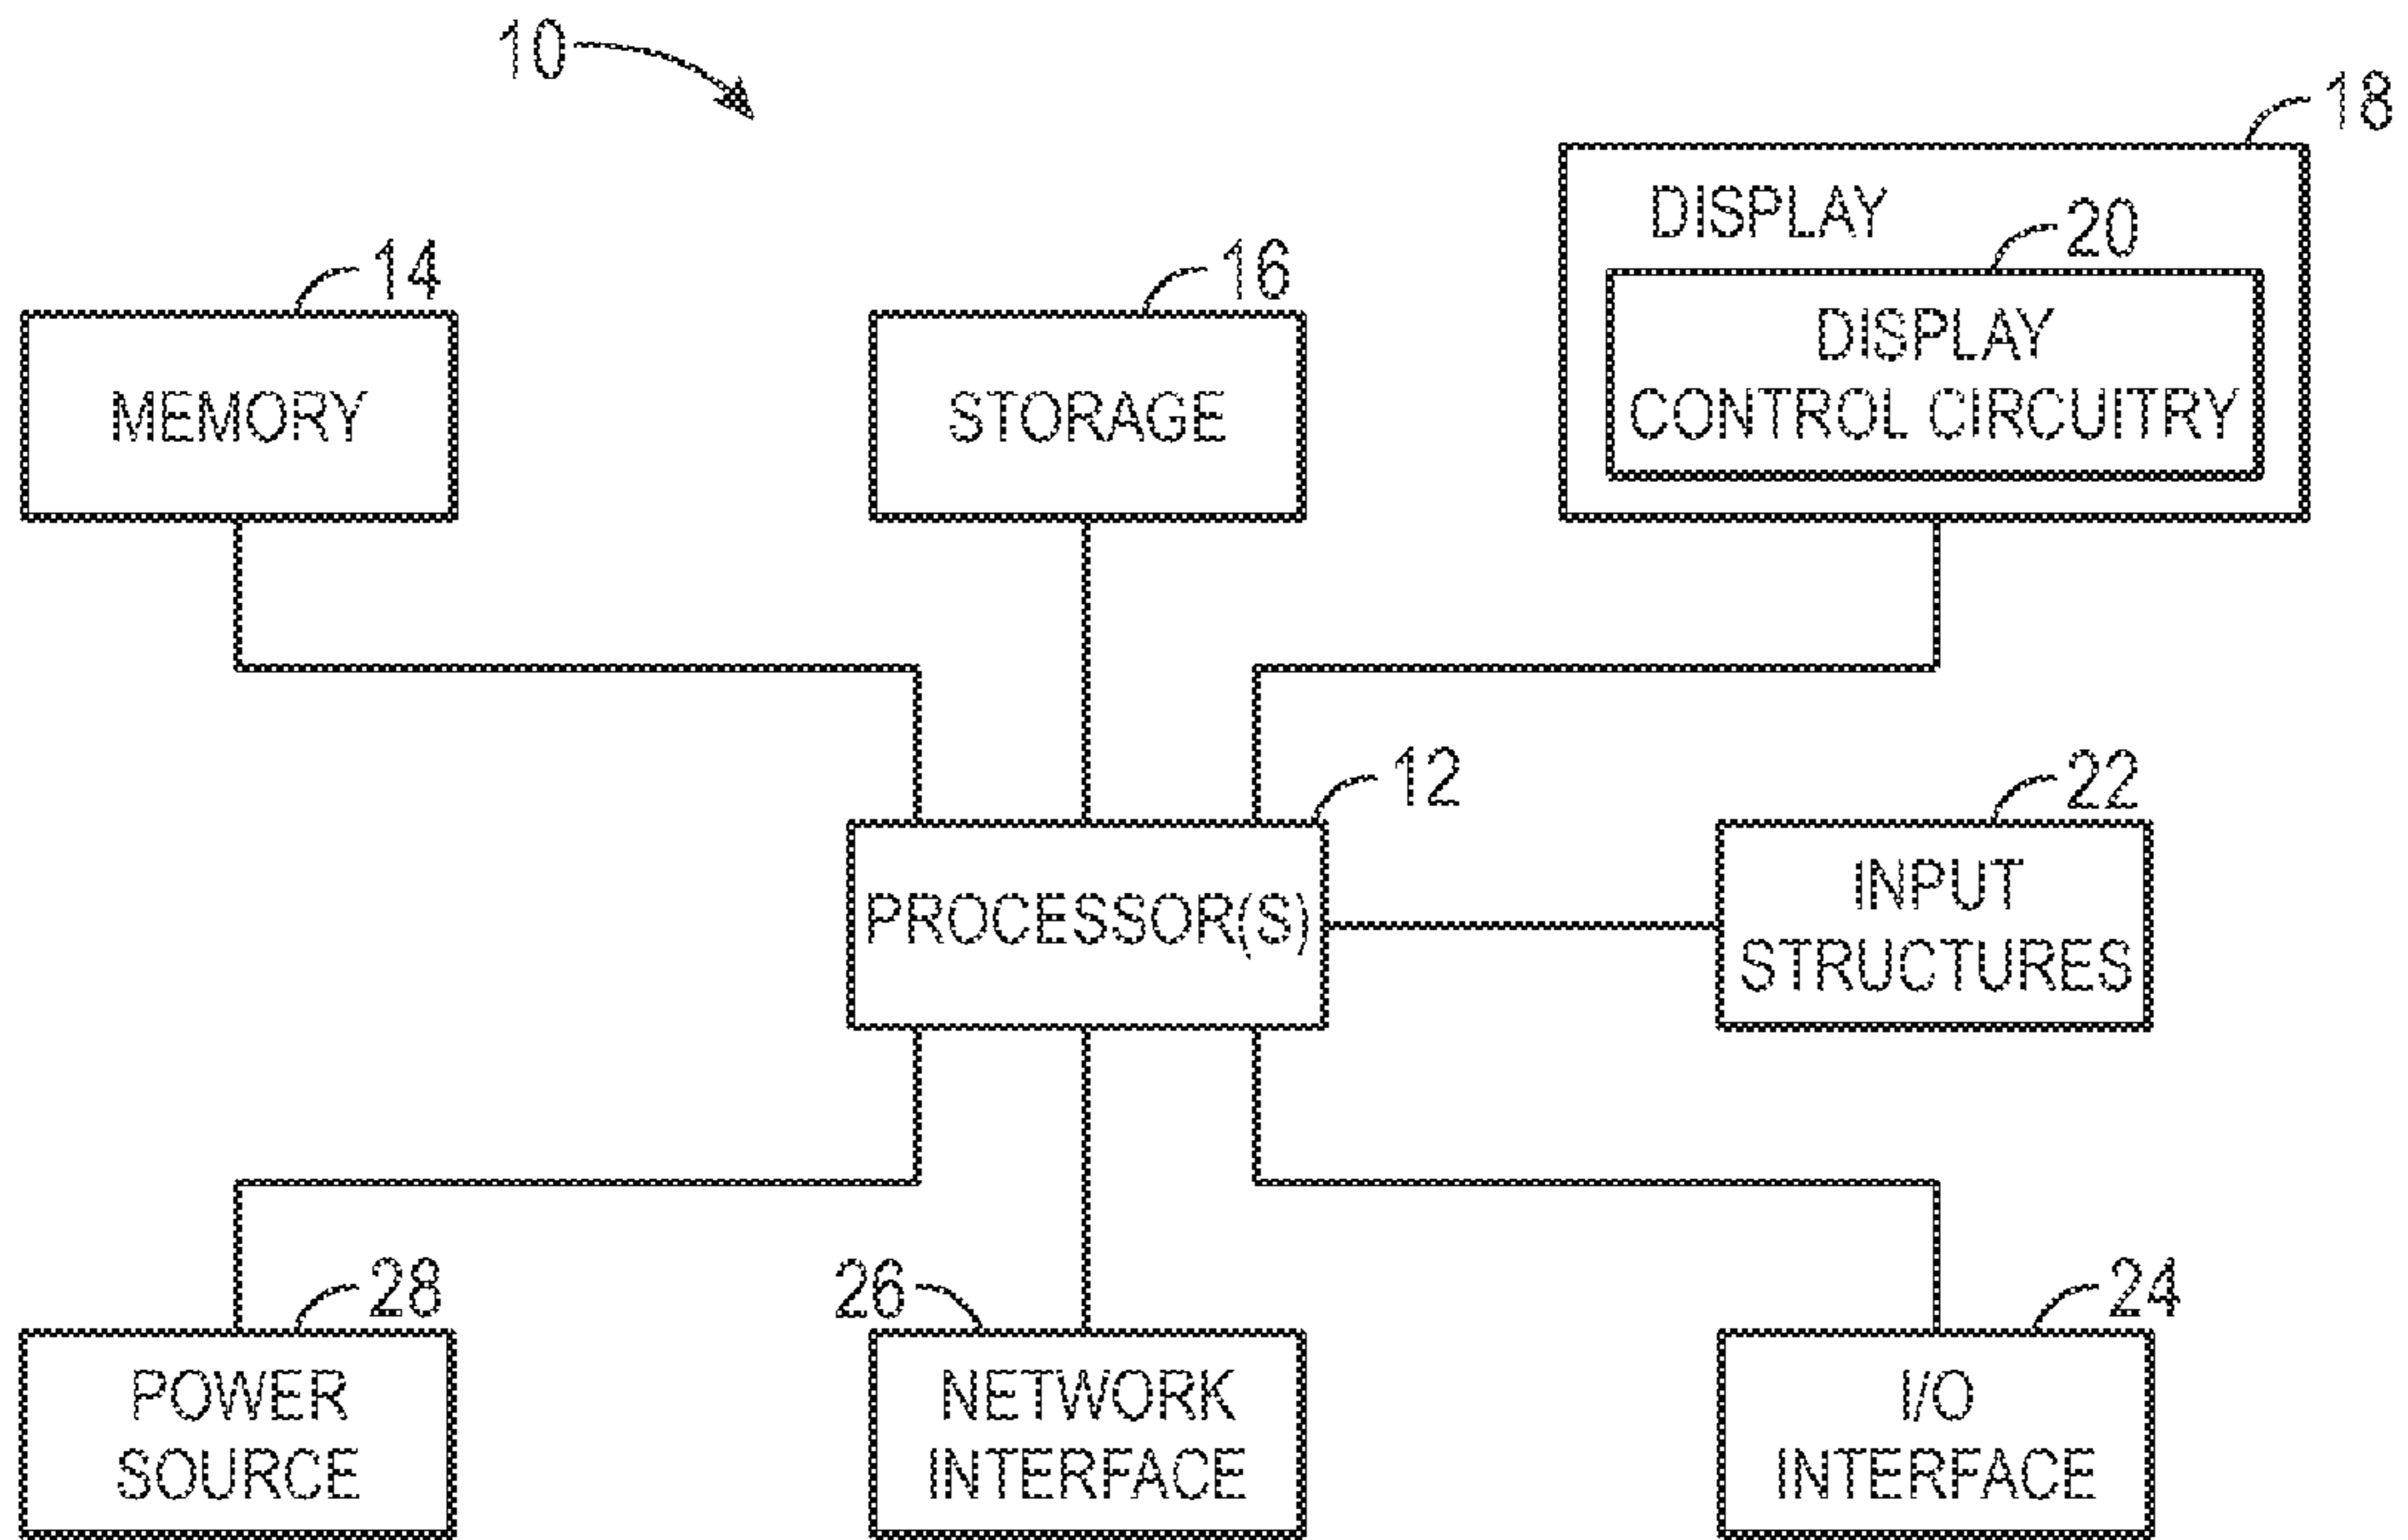 10
18
DISPLAY
20
14
16
DISPLAY
CONTROL CIRCUITRY
MEMORY
STORAGE
12
22
PROCESSOR(S)
INPUT
STRUCTURES
28
26
24
POWER
SOURCE
NETWORK
INTERFACE
I/O
INTERFACE